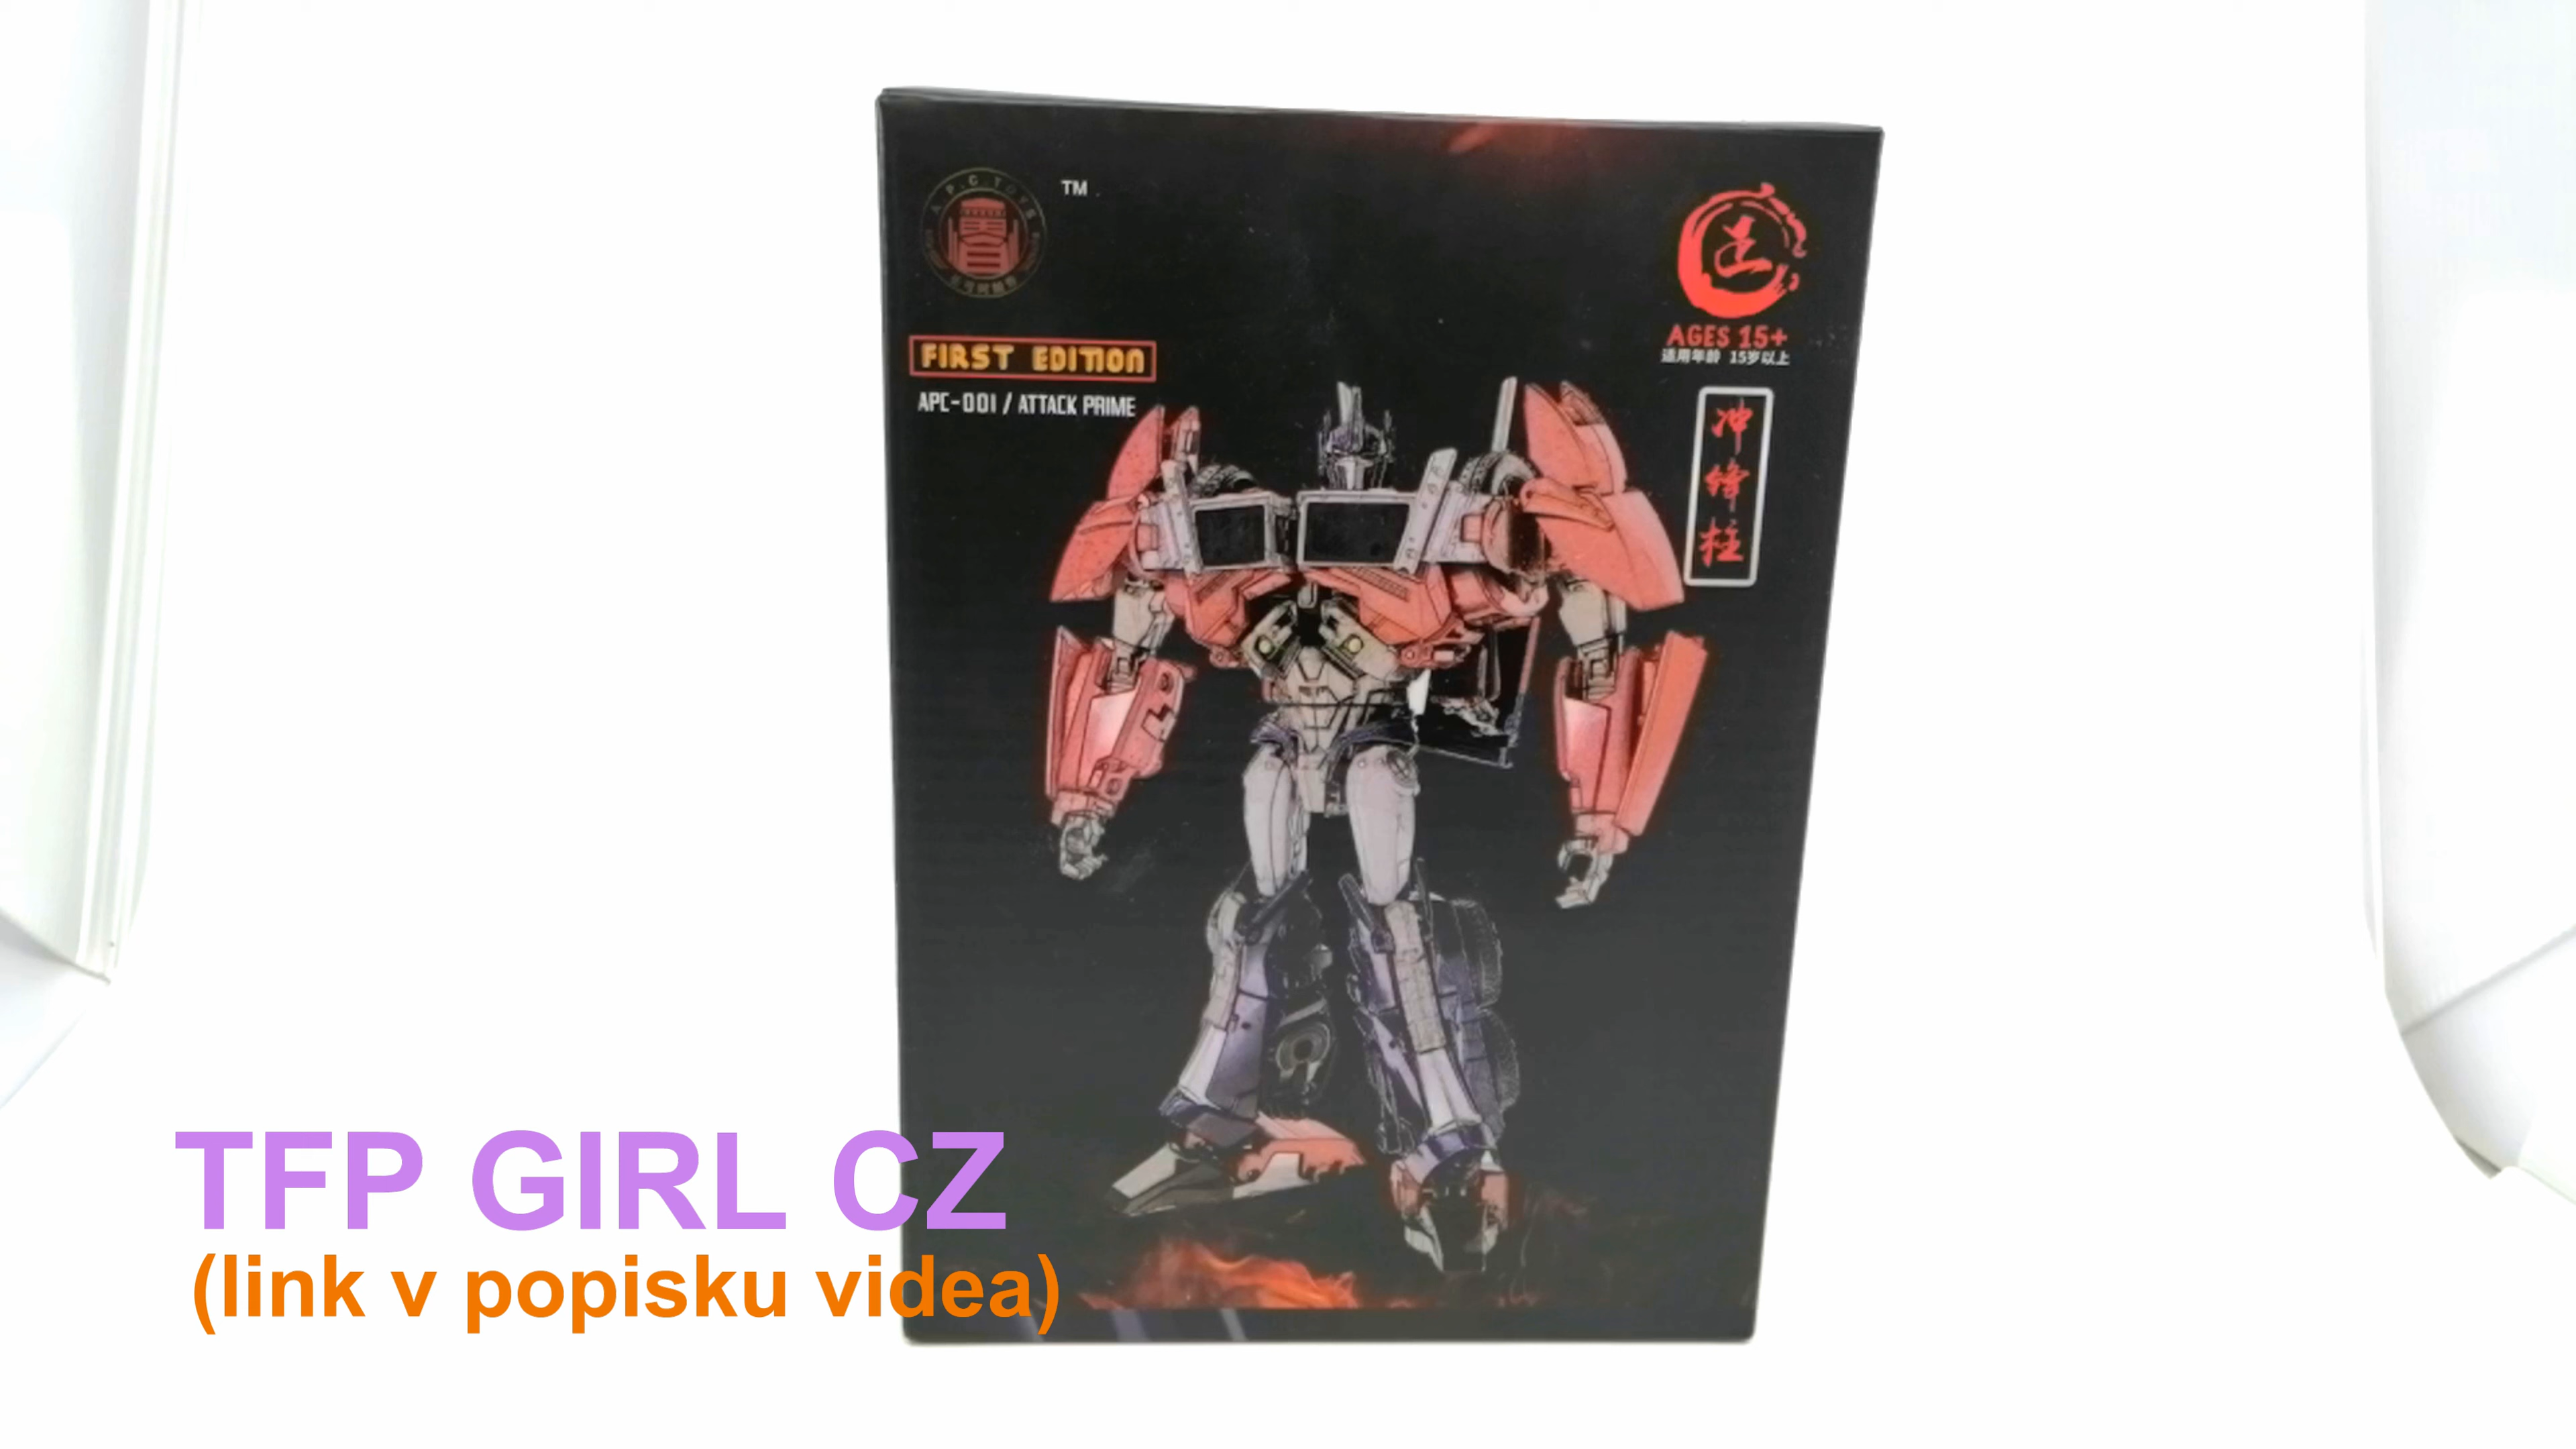 A.P.C.TOYS
TM
FIRST EDITION
APC-001 / ATTACK PRIME
AGES 15+
适用年龄 15岁以上
冲锋柱
TFP GIRL CZ
(link v popisku videa)